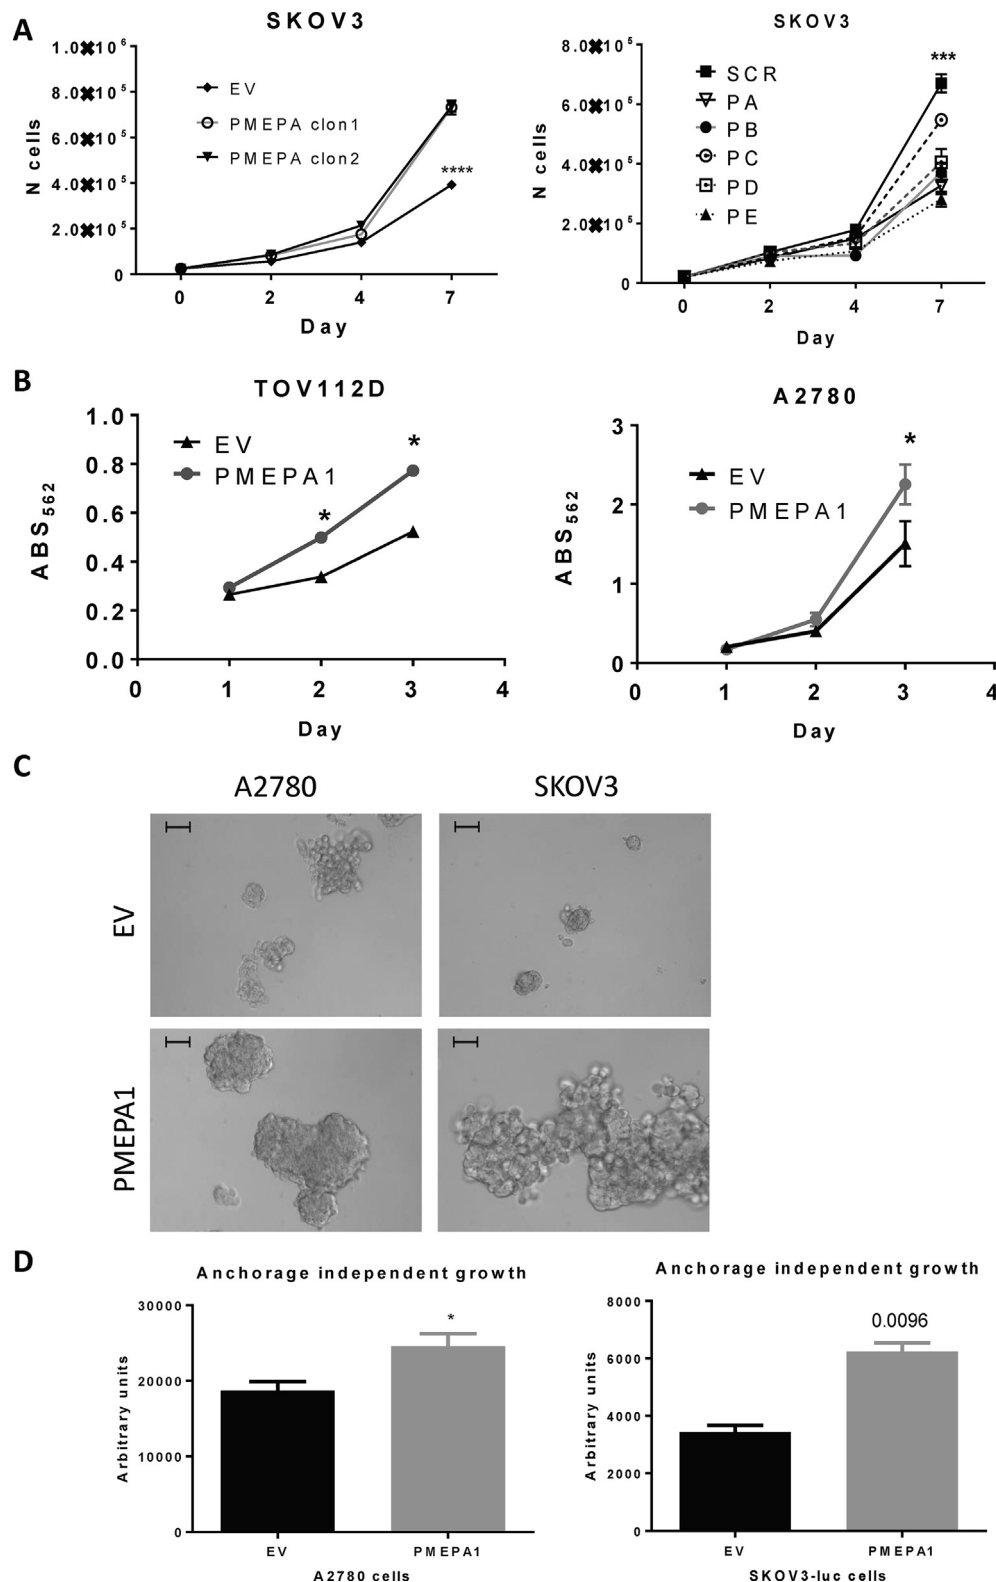 A
SKOV3
N cells
1.0✖10⁶
8.0✖10⁵
6.0✖10⁵
4.0✖10⁵
2.0✖10⁵
0
EV
PMEPA clon1
PMEPA clon2
****
0 2 4 7
Day
SKOV3
N cells
8.0✖10⁵
6.0✖10⁵
4.0✖10⁵
2.0✖10⁵
0
SCR
PA
PB
PC
PD
PE
***
0 2 4 7
Day
B
TOV112D
ABS₅₆₂
1.0
0.8
0.6
0.4
0.2
0.0
EV
PMEPA1
*
*
0 1 2 3 4
Day
A2780
ABS₅₆₂
3
2
1
0
EV
PMEPA1
*
0 1 2 3 4
Day
C
A2780 SKOV3
EV
PMEPA1
D
Anchorage independent growth
Arbitrary units
30000
20000
10000
0
*
EV PMEPA1
A2780 cells
Anchorage independent growth
Arbitrary units
8000
6000
4000
2000
0
0.0096
EV PMEPA1
SKOV3-luc cells